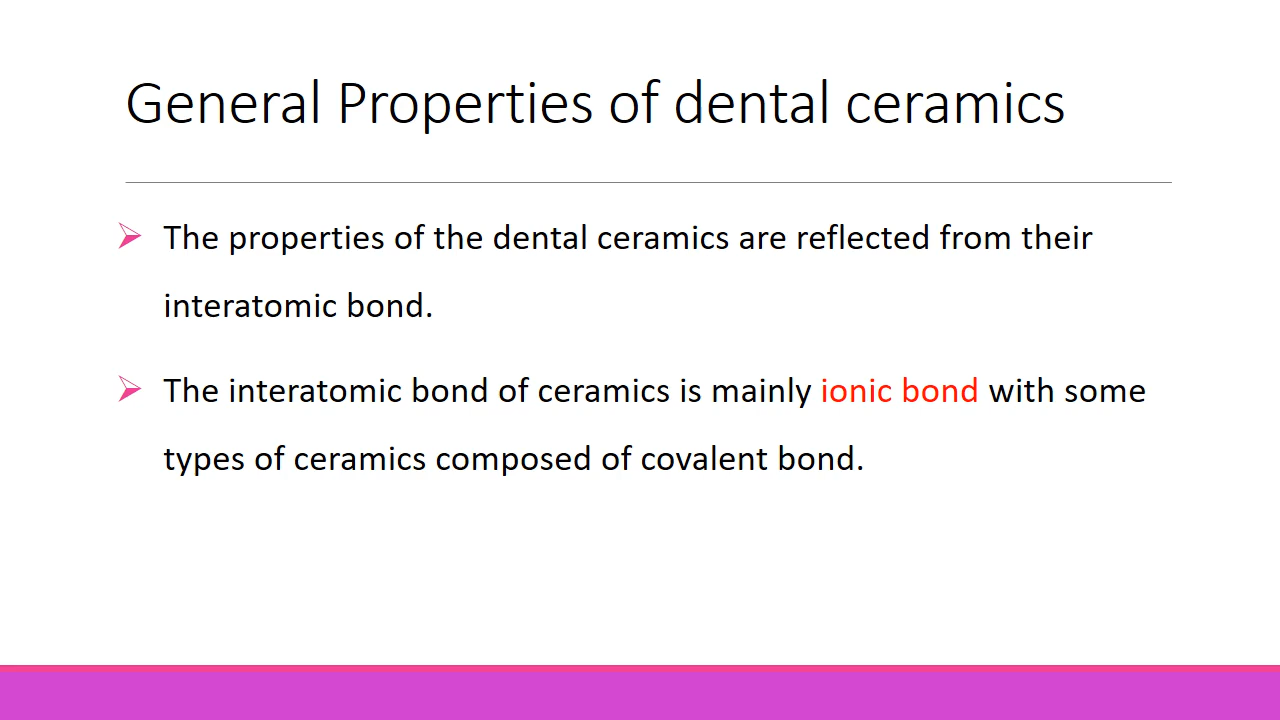 General Properties of dental ceramics
The properties of the dental ceramics are reflected from their
interatomic bond.
The interatomic bond of ceramics is mainly ionic bond with some
types of ceramics composed of covalent bond.